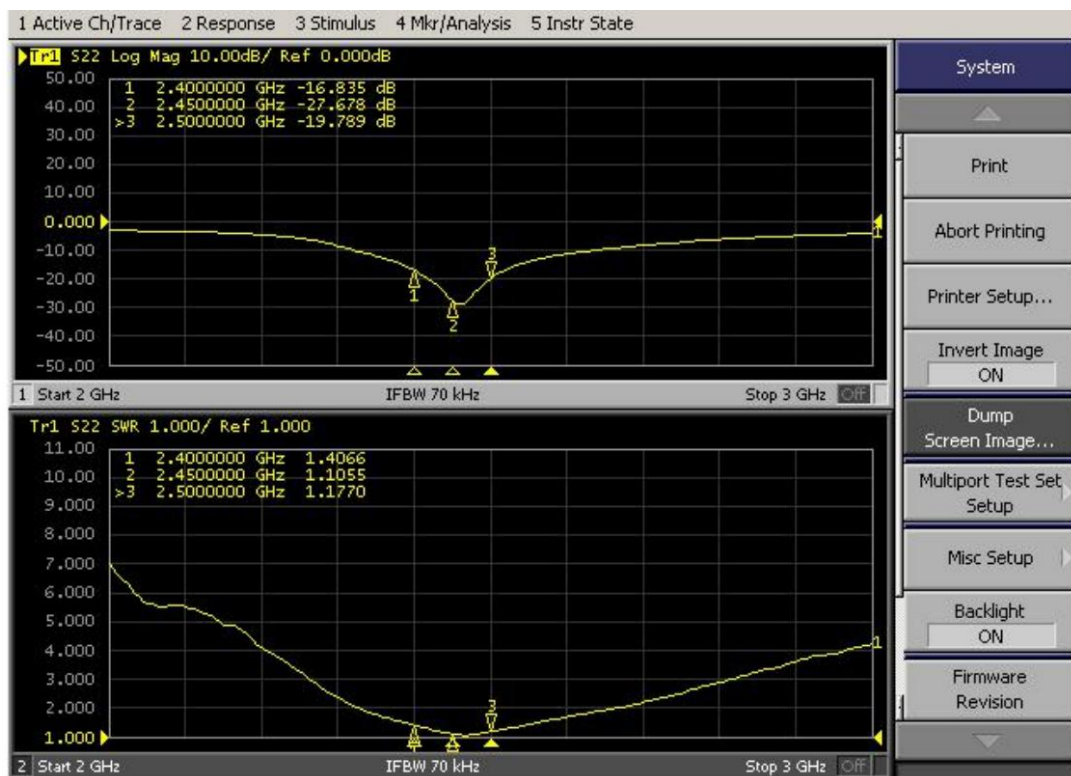 1 Active Ch/Trace 2 Response 3 Stimulus 4 Mkr/Analysis 5 Instr State
Tr1 S22 Log Mag 10.00dB/ Ref 0.000dB
50.00
40.00
30.00
20.00
10.00
0.000
-10.00
-20.00
-30.00
-40.00
-50.00
1 2.4000000 GHz -16.835 dB
2 2.4500000 GHz -27.678 dB
>3 2.5000000 GHz -19.789 dB
3
1
1
2
1 Start 2 GHz IFBW 70 kHz Stop 3 GHz Off
Tr1 S22 SWR 1.000/ Ref 1.000
11.00
10.00
9.000
8.000
7.000
6.000
5.000
4.000
3.000
2.000
1.000
1 2.4000000 GHz 1.4066
2 2.4500000 GHz 1.1055
>3 2.5000000 GHz 1.1770
1
3
2 Start 2 GHz IFBW 70 kHz Stop 3 GHz Off
System
Print
Abort Printing
Printer Setup...
Invert Image
ON
Dump
Screen Image...
Multiport Test Set
Setup
Misc Setup
Backlight
ON
Firmware
Revision